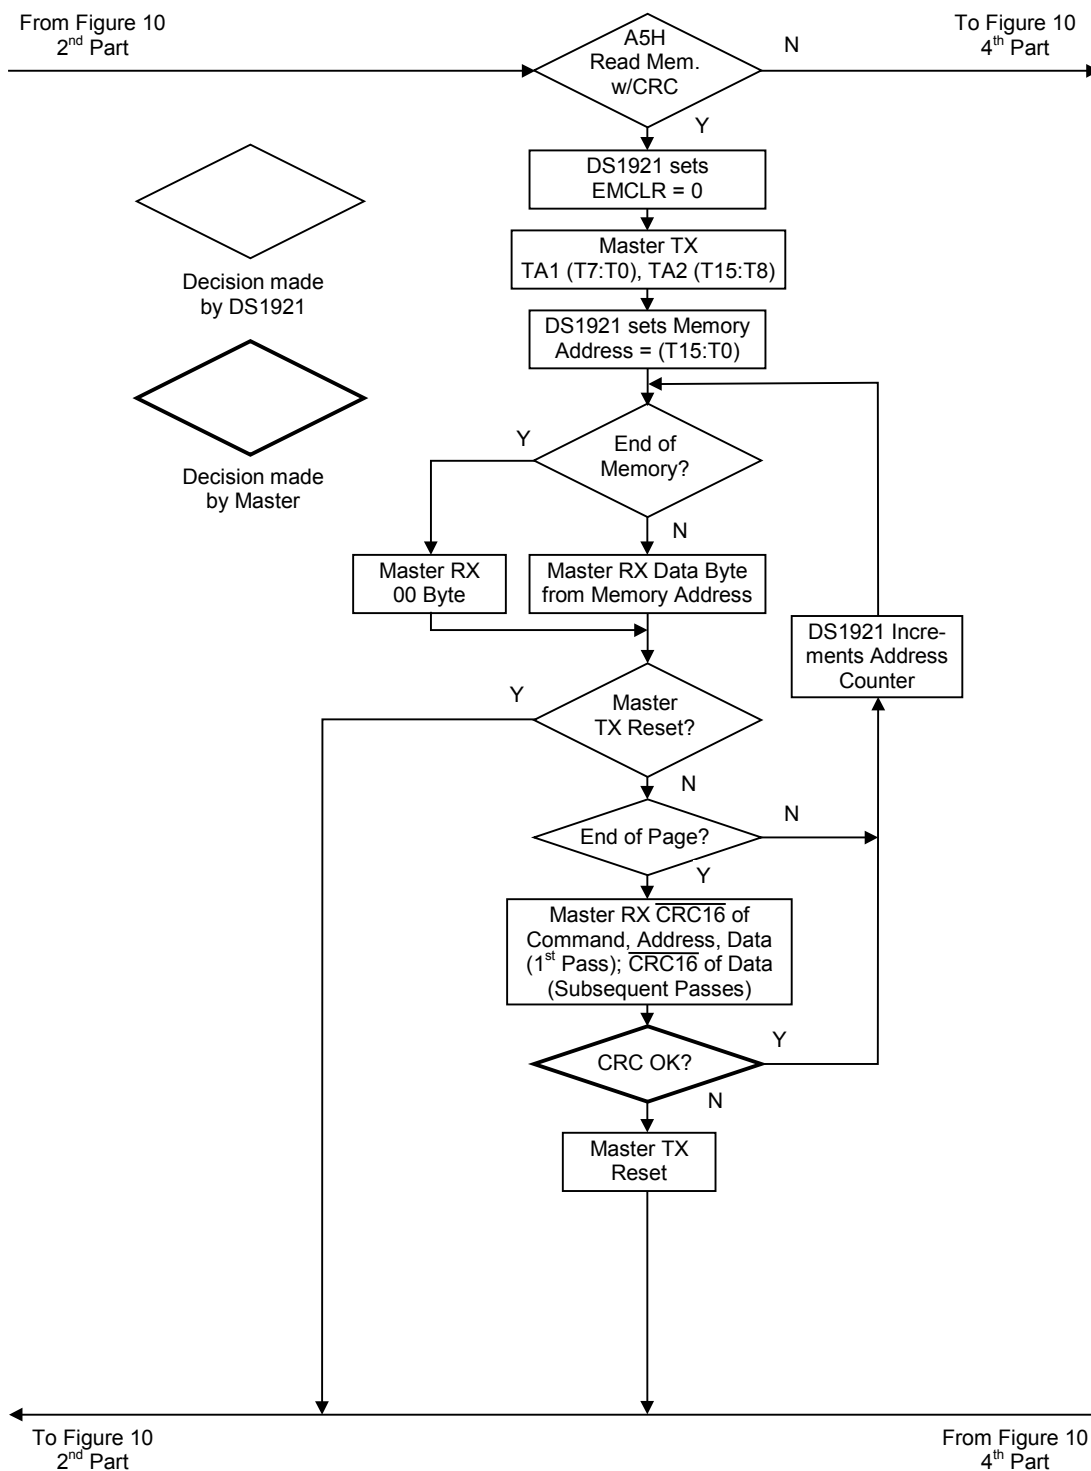 From Figure 10
2nd Part
A5H
Read Mem.
w/CRC
N
To Figure 10
4th Part
Y
DS1921 sets
EMCLR = 0
Decision made
by DS1921
Master TX
TA1 (T7:T0), TA2 (T15:T8)
DS1921 sets Memory
Address = (T15:T0)
Decision made
by Master
Y
End of
Memory?
N
Master RX
00 Byte
Master RX Data Byte
from Memory Address
DS1921 Incre-
ments Address
Counter
Y
Master
TX Reset?
N
End of Page?
N
Y
Master RX CRC16 of
Command, Address, Data
(1st Pass); CRC16 of Data
(Subsequent Passes)
CRC OK?
Y
N
Master TX
Reset
To Figure 10
2nd Part
From Figure 10
4th Part